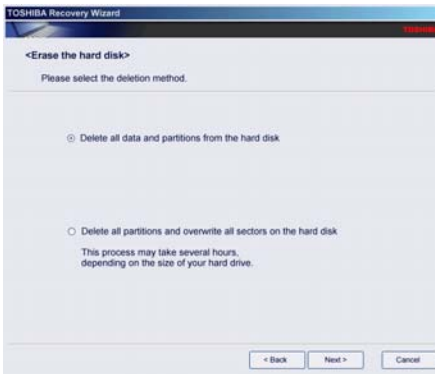 TOSHIBA Recovery Wizard
TOSHIBA
<Erase the hard disk>
Please select the deletion method.
Delete all data and partitions from the hard disk
Delete all partitions and overwrite all sectors on the hard disk
This process may take several hours,
depending on the size of your hard drive.
< Back Next > Cancel